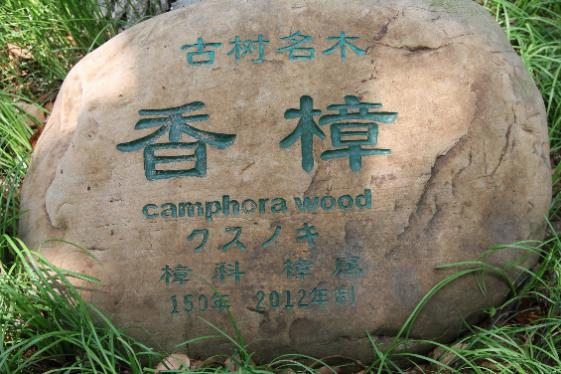 古树名木
香樟
camphora wood
クスノキ
樟科 樟属
150年 2012年制